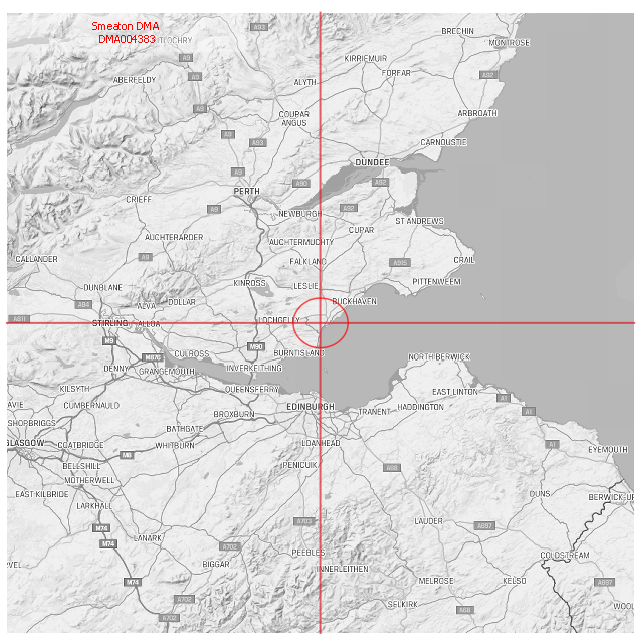 Smeaton DMA
DMA004383
A93
BRECHIN
MONTROSE
A9
KIRRIEMUIR
FORFAR
A9
A92
ABERFELDY
ALYTH
A9
COUPAR
ANGUS
ARBROATH
A9
A93
CARNOUSTIE
DUNDEE
A9
A90
A92
PERTH
CRIEFF
A9
A92
NEWBURGH
ST ANDREWS
CUPAR
AUCHTERARDER
AUCHTERMUCHTY
CALLANDER
A9
FALKLAND
A915
CRAIL
DUNBLANE
KINROSS
LESLIE
PITTENWEEM
A84
ALVA
DOLLAR
BUCKHAVEN
A811
STIRLING
ALLOA
LOCHGELLY
M9
M90
CULROSS
BURNTISLAND
M876
NORTH BERWICK
DENNY
GRANGEMOUTH
INVERKEITHING
KILSYTH
QUEENSFERRY
EAST LINTON
A1
AVIE
CUMBERNAULD
BROXBURN
EDINBURGH
TRANENT
HADDINGTON
A1
SHOPBRIGGS
BATHGATE
GLASGOW
COATBRIDGE
WHITBURN
LOANHEAD
A1
EYEMOUTH
M8
BELLSHILL
PENICUIK
A68
MOTHERWELL
EAST KILBRIDE
DUNS
BERWICK-UP
LARKHALL
A703
LAUDER
A697
M74
LANARK
M74
A702
PEEBLES
COLDSTREAM
BIGGAR
INNERLEITHEN
VEL
M74
MELROSE
KELSO
A697
A702
SELKIRK
A68
WOOL
A702